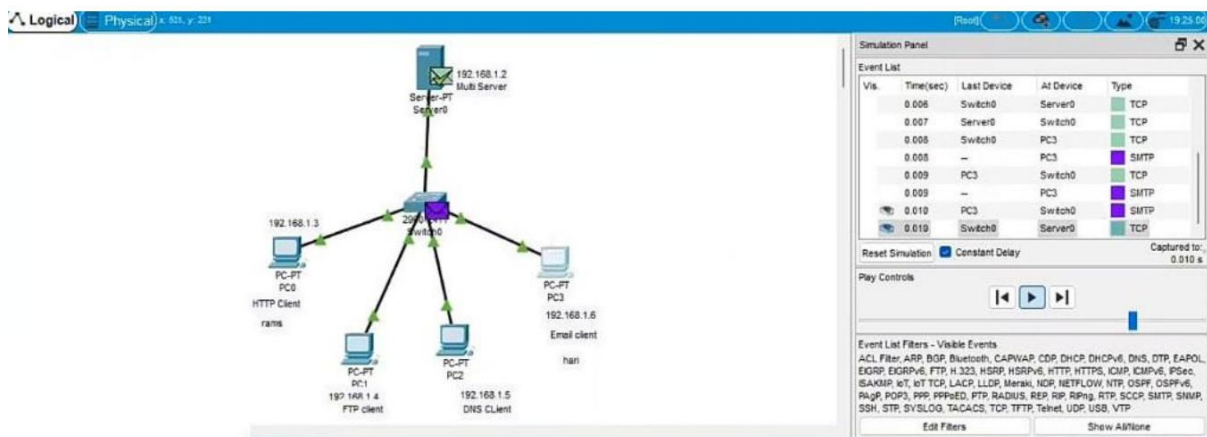 Logical Physical x: 521, y: 221 [Root] 19:25:00
192.168.1.2
Multi Server
Server-PT
Server0
Switch0
192.168.1.3
PC-PT
PC0
HTTP Client
rams
PC-PT
PC1
192.168.1.4
FTP client
PC-PT
PC2
192.168.1.5
DNS CLient
PC-PT
PC3
192.168.1.6
Email client
hari
Simulation Panel
Event List
Vis. Time(sec) Last Device At Device Type
0.006 Switch0 Server0 TCP
0.007 Server0 Switch0 TCP
0.008 Switch0 PC3 TCP
0.008 -- PC3 SMTP
0.009 PC3 Switch0 TCP
0.009 -- PC3 SMTP
0.010 PC3 Switch0 SMTP
0.010 Switch0 Server0 TCP
Reset Simulation Constant Delay Captured to:
0.010 s
Play Controls
Event List Filters - Visible Events
ACL Filter, ARP, BGP, Bluetooth, CAPWAP, CDP, DHCP, DHCPv6, DNS, DTP, EAPOL,
EIGRP, EIGRPv6, FTP, H.323, HSRP, HSRPv6, HTTP, HTTPS, ICMP, ICMPv6, IPSec,
ISAKMP, IoT, IoT TCP, LACP, LLDP, Meraki, NDP, NETFLOW, NTP, OSPF, OSPFv6,
PAgP, POP3, PPP, PPPoED, PTP, RADIUS, REP, RIP, RIPng, RTP, SCCP, SMTP, SNMP,
SSH, STP, SYSLOG, TACACS, TCP, TFTP, Telnet, UDP, USB, VTP
Edit Filters Show All/None